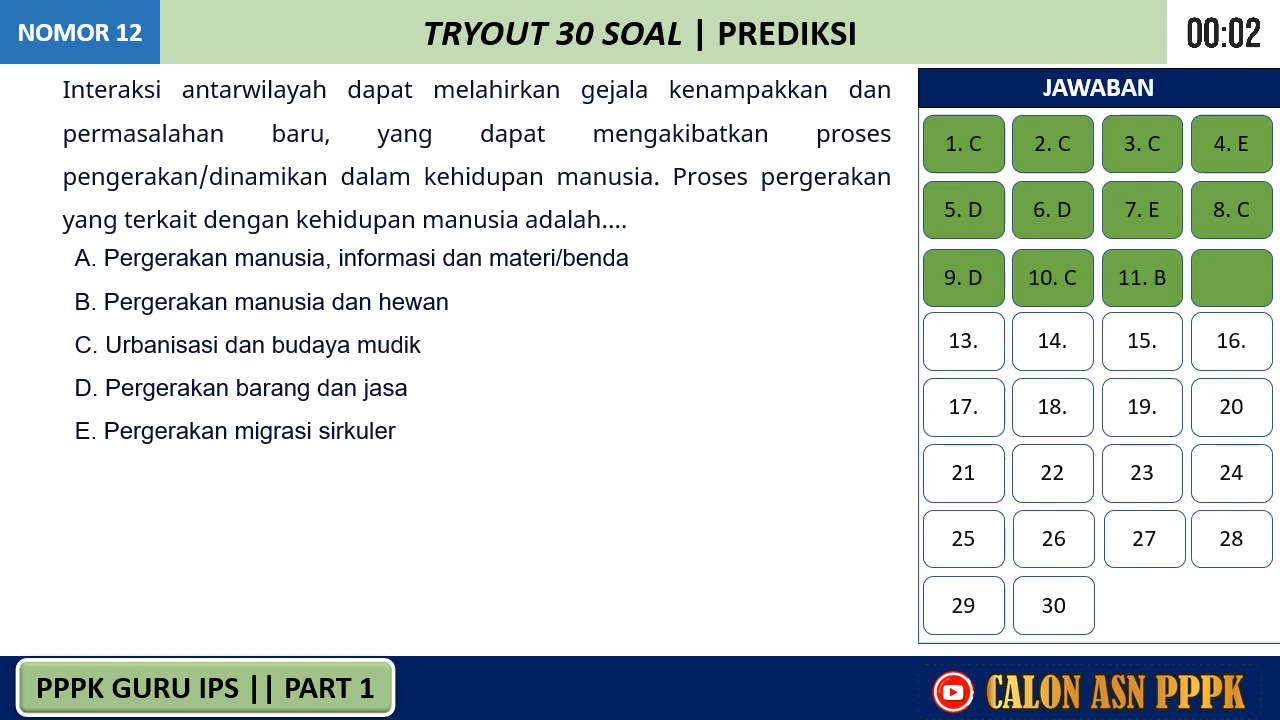 NOMOR 12
TRYOUT 30 SOAL | PREDIKSI
00:02
Interaksi antarwilayah dapat melahirkan gejala kenampakkan dan
permasalahan baru, yang dapat mengakibatkan proses
pengerakan/dinamikan dalam kehidupan manusia. Proses pergerakan
yang terkait dengan kehidupan manusia adalah....
A. Pergerakan manusia, informasi dan materi/benda
B. Pergerakan manusia dan hewan
C. Urbanisasi dan budaya mudik
D. Pergerakan barang dan jasa
E. Pergerakan migrasi sirkuler
JAWABAN
1. C 2. C 3. C 4. E
5. D 6. D 7. E 8. C
9. D 10. C 11. B
13. 14. 15. 16.
17. 18. 19. 20
21 22 23 24
25 26 27 28
29 30
PPPK GURU IPS || PART 1
CALON ASN PPPK